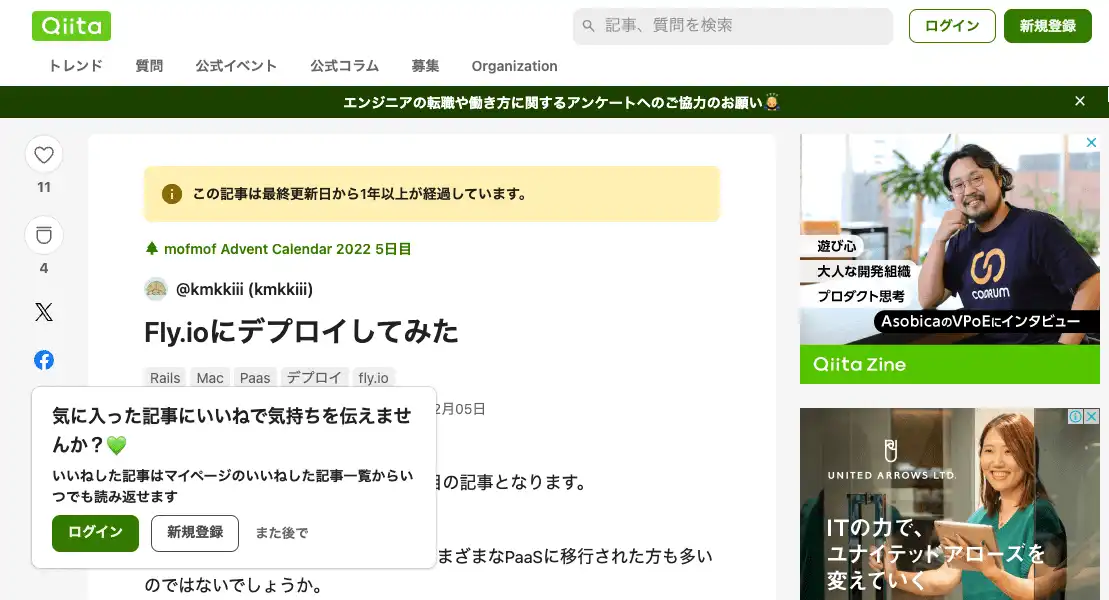 Qiita
記事、質問を検索
ログイン
新規登録
トレンド
質問
公式イベント
公式コラム
募集
Organization
エンジニアの転職や働き方に関するアンケートへのご協力のお願い
11
4
この記事は最終更新日から1年以上が経過しています。
mofmof Advent Calendar 2022 5日目
@kmkkiii (kmkkiii)
Fly.ioにデプロイしてみた
Rails
Mac
Paas
デプロイ
fly.io
2月05日
目の記事となります。
まざまなPaaSに移行された方も多い
のではないでしょうか。
気に入った記事にいいねで気持ちを伝えませ
んか？
いいねした記事はマイページのいいねした記事一覧からい
つでも読み返せます
ログイン
新規登録
また後で
遊び心
大人な開発組織
プロダクト思考
COORUM
AsobicaのVPoEにインタビュー
Qiita Zine
UNITED ARROWS LTD.
ITの力で、
ユナイテッドアローズを
変えていく